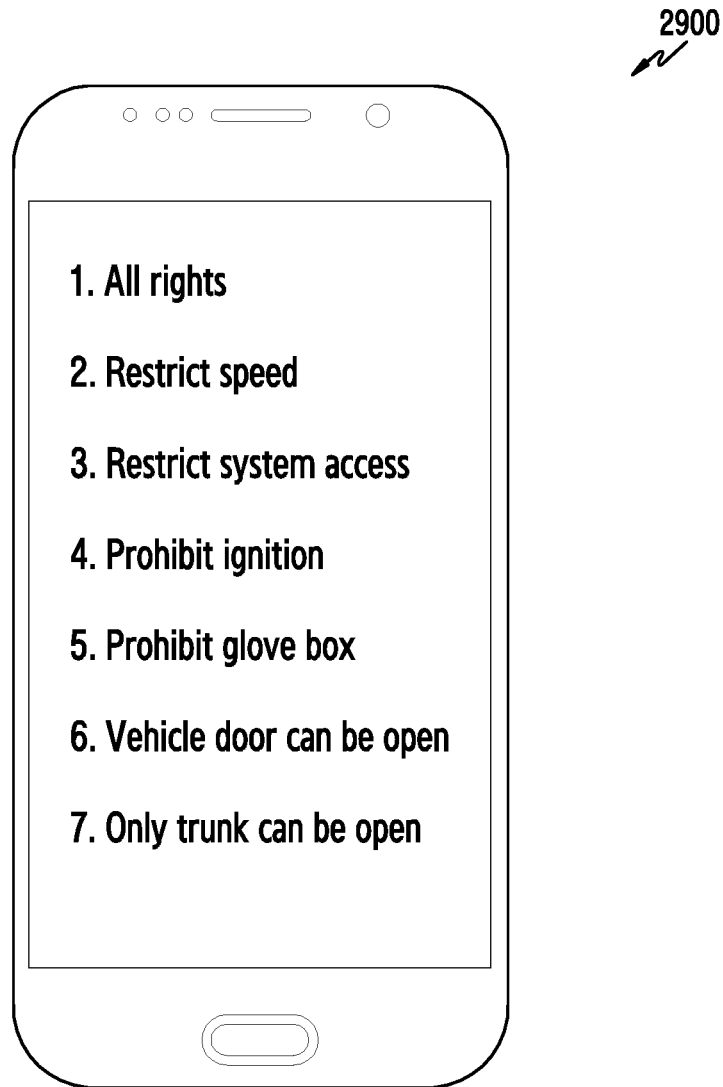 2900
1. All rights
2. Restrict speed
3. Restrict system access
4. Prohibit ignition
5. Prohibit glove box
6. Vehicle door can be open
7. Only trunk can be open